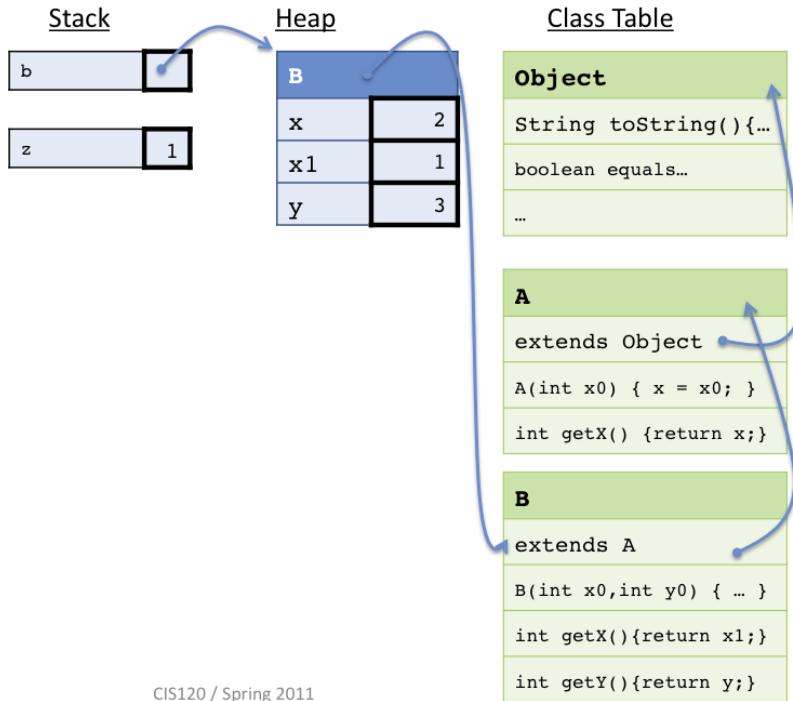 Stack
Heap
Class Table
b
z 1
B
x 2
x1 1
y 3
Object
String toString(){…
boolean equals…
…
A
extends Object
A(int x0) { x = x0; }
int getX() {return x;}
B
extends A
B(int x0,int y0) { … }
int getX(){return x1;}
int getY(){return y;}
CIS120 / Spring 2011